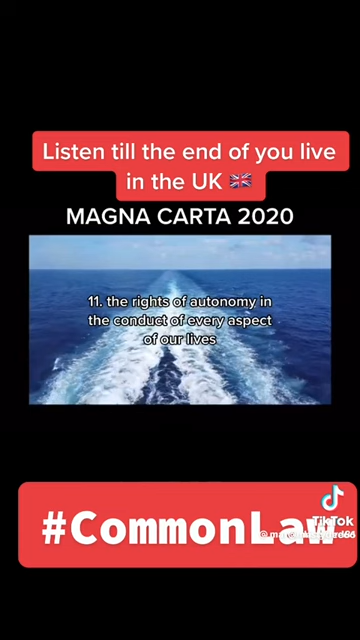 Listen till the end of you live
in the UK 🇬🇧
MAGNA CARTA 2020
11. the rights of autonomy in
the conduct of every aspect
of our lives
#CommonLaw
TikTok